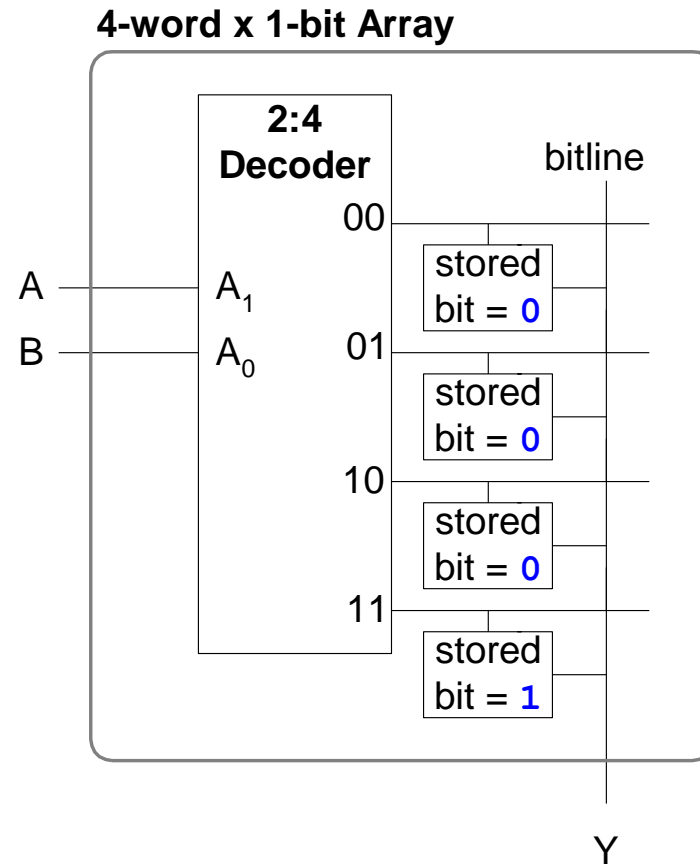 4-word x 1-bit Array
2:4
Decoder
bitline
00
stored
bit = 0
A
A1
B
A0
01
stored
bit = 0
10
stored
bit = 0
11
stored
bit = 1
Y